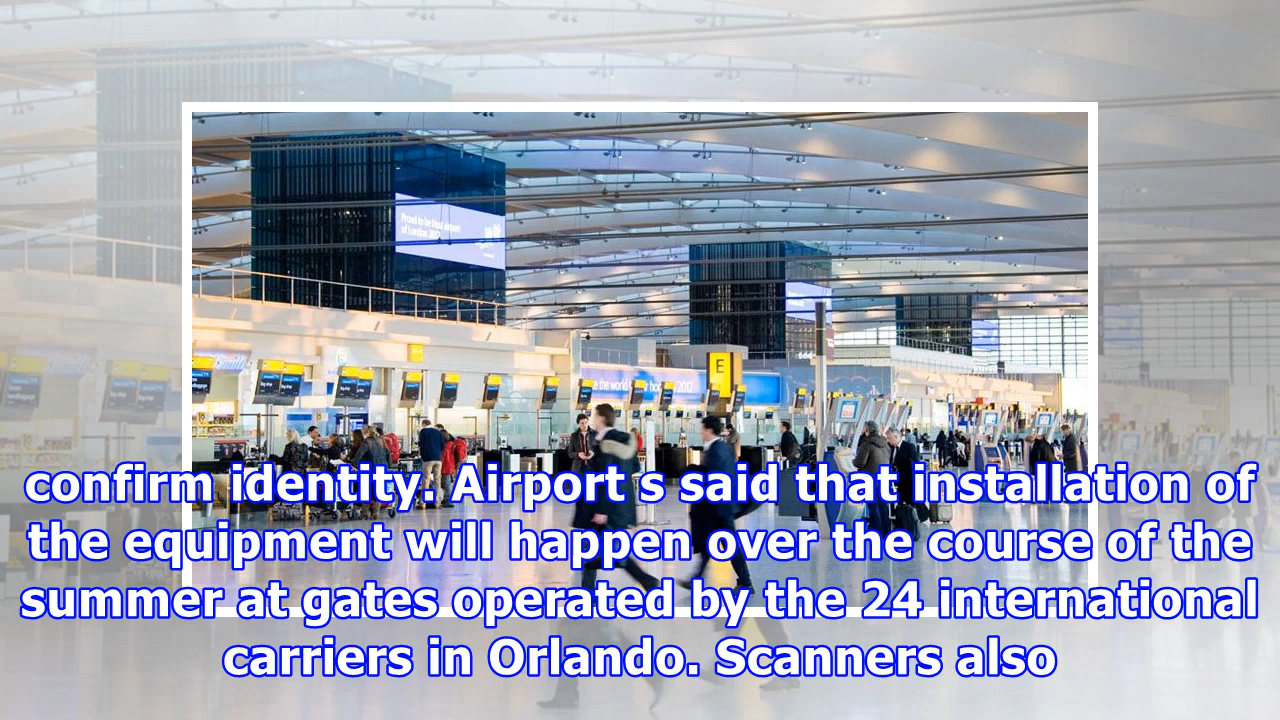 E
confirm identity. Airport s said that installation of
the equipment will happen over the course of the
summer at gates operated by the 24 international
carriers in Orlando. Scanners also